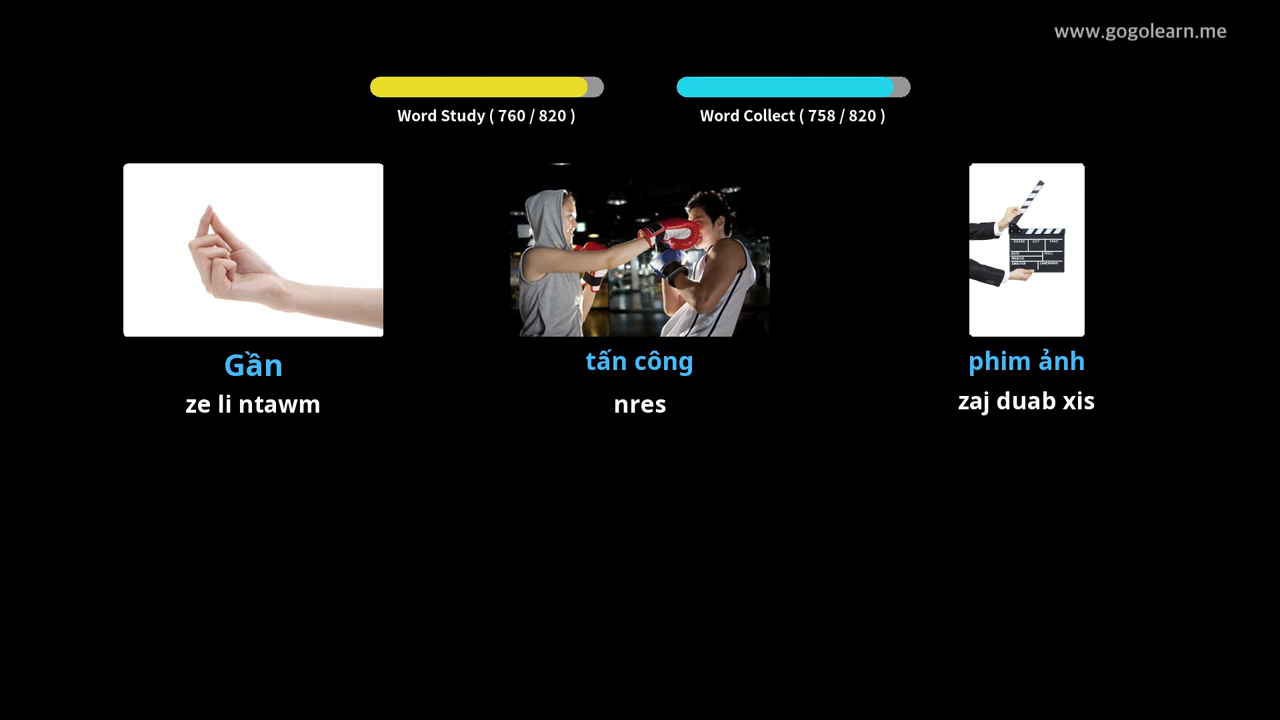 www.gogolearn.me
Word Study ( 760 / 820 )
Word Collect ( 758 / 820 )
Gần
tấn công
phim ảnh
ze li ntawm
nres
zaj duab xis